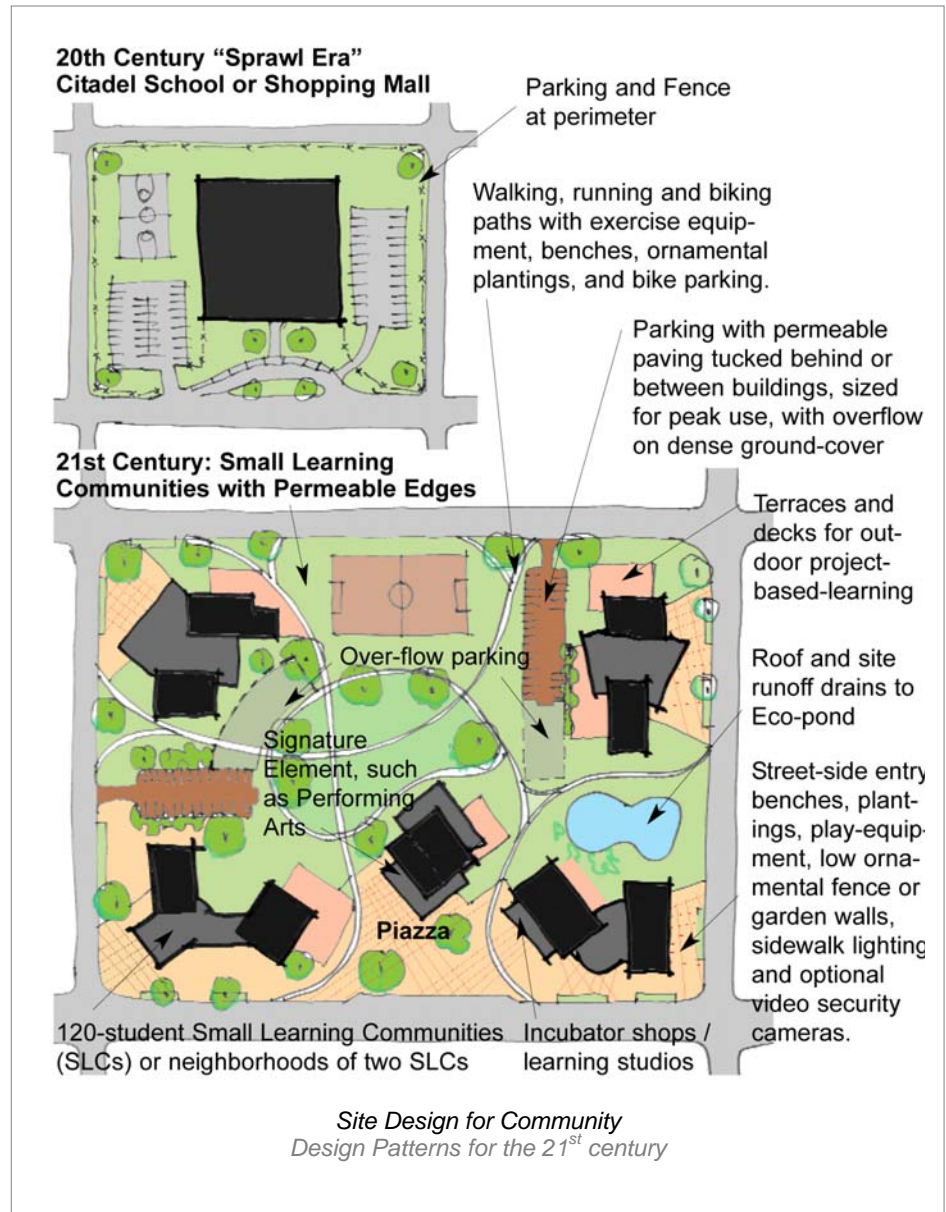 20th Century “Sprawl Era”
Citadel School or Shopping Mall
Parking and Fence
at perimeter
Walking, running and biking
paths with exercise equip-
ment, benches, ornamental
plantings, and bike parking.
Parking with permeable
paving tucked behind or
between buildings, sized
for peak use, with overflow
on dense ground-cover
21st Century: Small Learning
Communities with Permeable Edges
Terraces and
decks for out-
door project-
based-learning
Over-flow parking
Roof and site
runoff drains to
Eco-pond
Signature
Element, such
as Performing
Arts
Street-side entry
benches, plant-
ings, play-equip-
ment, low orna-
mental fence or
garden walls,
sidewalk lighting
and optional
video security
cameras.
Piazza
120-student Small Learning Communities
(SLCs) or neighborhoods of two SLCs
Incubator shops /
learning studios
Site Design for Community
Design Patterns for the 21st century